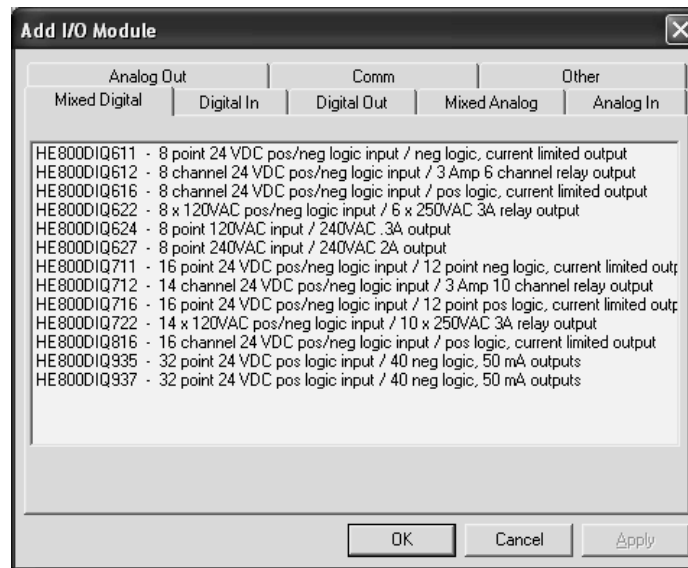 Add I/O Module
Analog Out Comm Other
Mixed Digital Digital In Digital Out Mixed Analog Analog In
HE800DIQ611 - 8 point 24 VDC pos/neg logic input / neg logic, current limited output
HE800DIQ612 - 8 channel 24 VDC pos/neg logic input / 3 Amp 6 channel relay output
HE800DIQ616 - 8 channel 24 VDC pos/neg logic input / pos logic, current limited output
HE800DIQ622 - 8 x 120VAC pos/neg logic input / 6 x 250VAC 3A relay output
HE800DIQ624 - 8 point 120VAC input / 240VAC .3A output
HE800DIQ627 - 8 point 240VAC input / 240VAC 2A output
HE800DIQ711 - 16 point 24 VDC pos/neg logic input / 12 point neg logic, current limited outp
HE800DIQ712 - 14 channel 24 VDC pos/neg logic input / 3 Amp 10 channel relay output
HE800DIQ716 - 16 point 24 VDC pos/neg logic input / 12 point pos logic, current limited outp
HE800DIQ722 - 14 x 120VAC pos/neg logic input / 10 x 250VAC 3A relay output
HE800DIQ816 - 16 channel 24 VDC pos/neg logic input / pos logic, current limited output
HE800DIQ935 - 32 point 24 VDC pos logic input / 40 neg logic, 50 mA outputs
HE800DIQ937 - 32 point 24 VDC pos logic input / 40 neg logic, 50 mA outputs
OK Cancel Apply